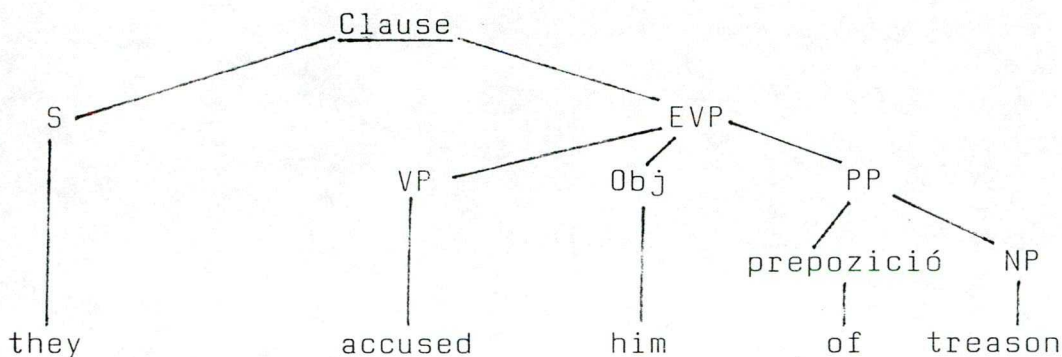 Clause
S EVP
VP Obj PP
prepozició NP
they accused him of treason